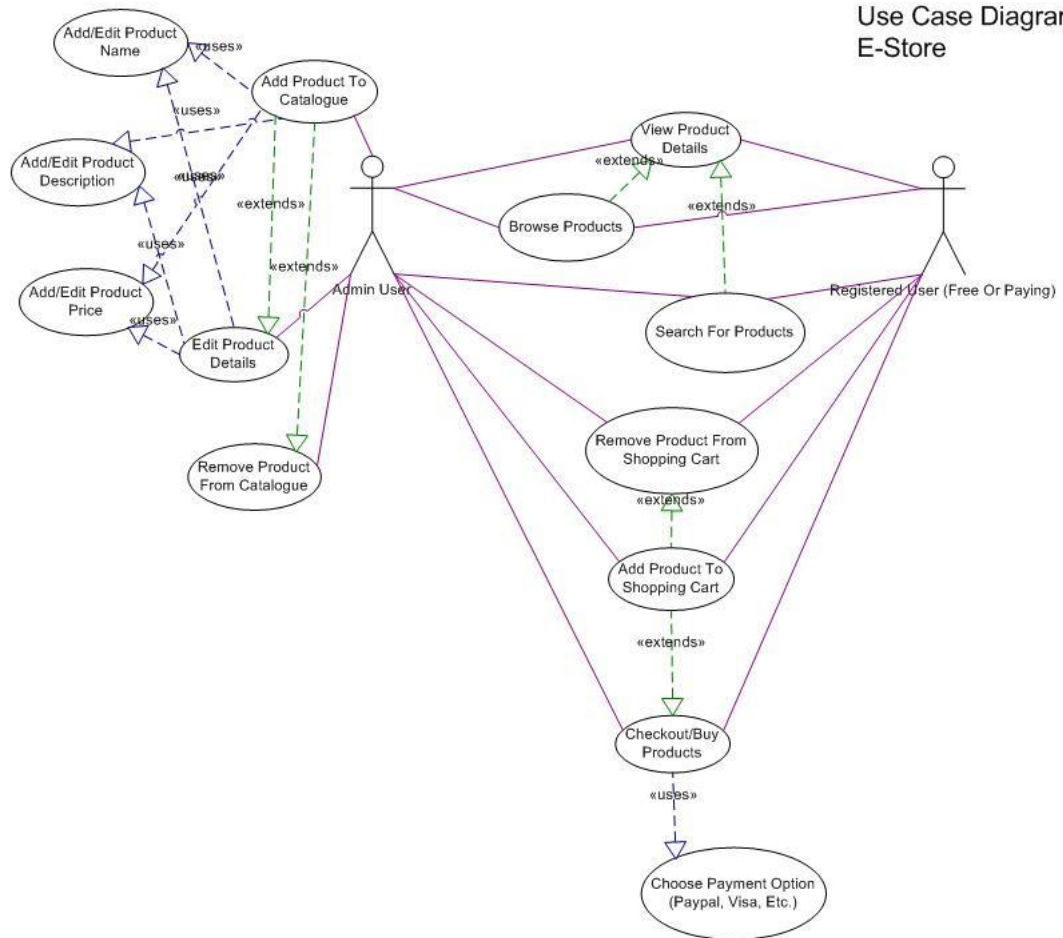 Use Case Diagram
E-Store
Add/Edit Product
Name
«uses»
Add Product To
Catalogue
«uses»
View Product
Details
«extends»
Add/Edit Product
Description
«uses»
«uses»
«extends»
«extends»
Browse Products
«uses»
«extends»
Add/Edit Product
Price
Admin User
Registered User (Free Or Paying)
«uses»
Edit Product
Details
Search For Products
Remove Product
From Catalogue
Remove Product From
Shopping Cart
«extends»
Add Product To
Shopping Cart
«extends»
Checkout/Buy
Products
«uses»
Choose Payment Option
(Paypal, Visa, Etc.)